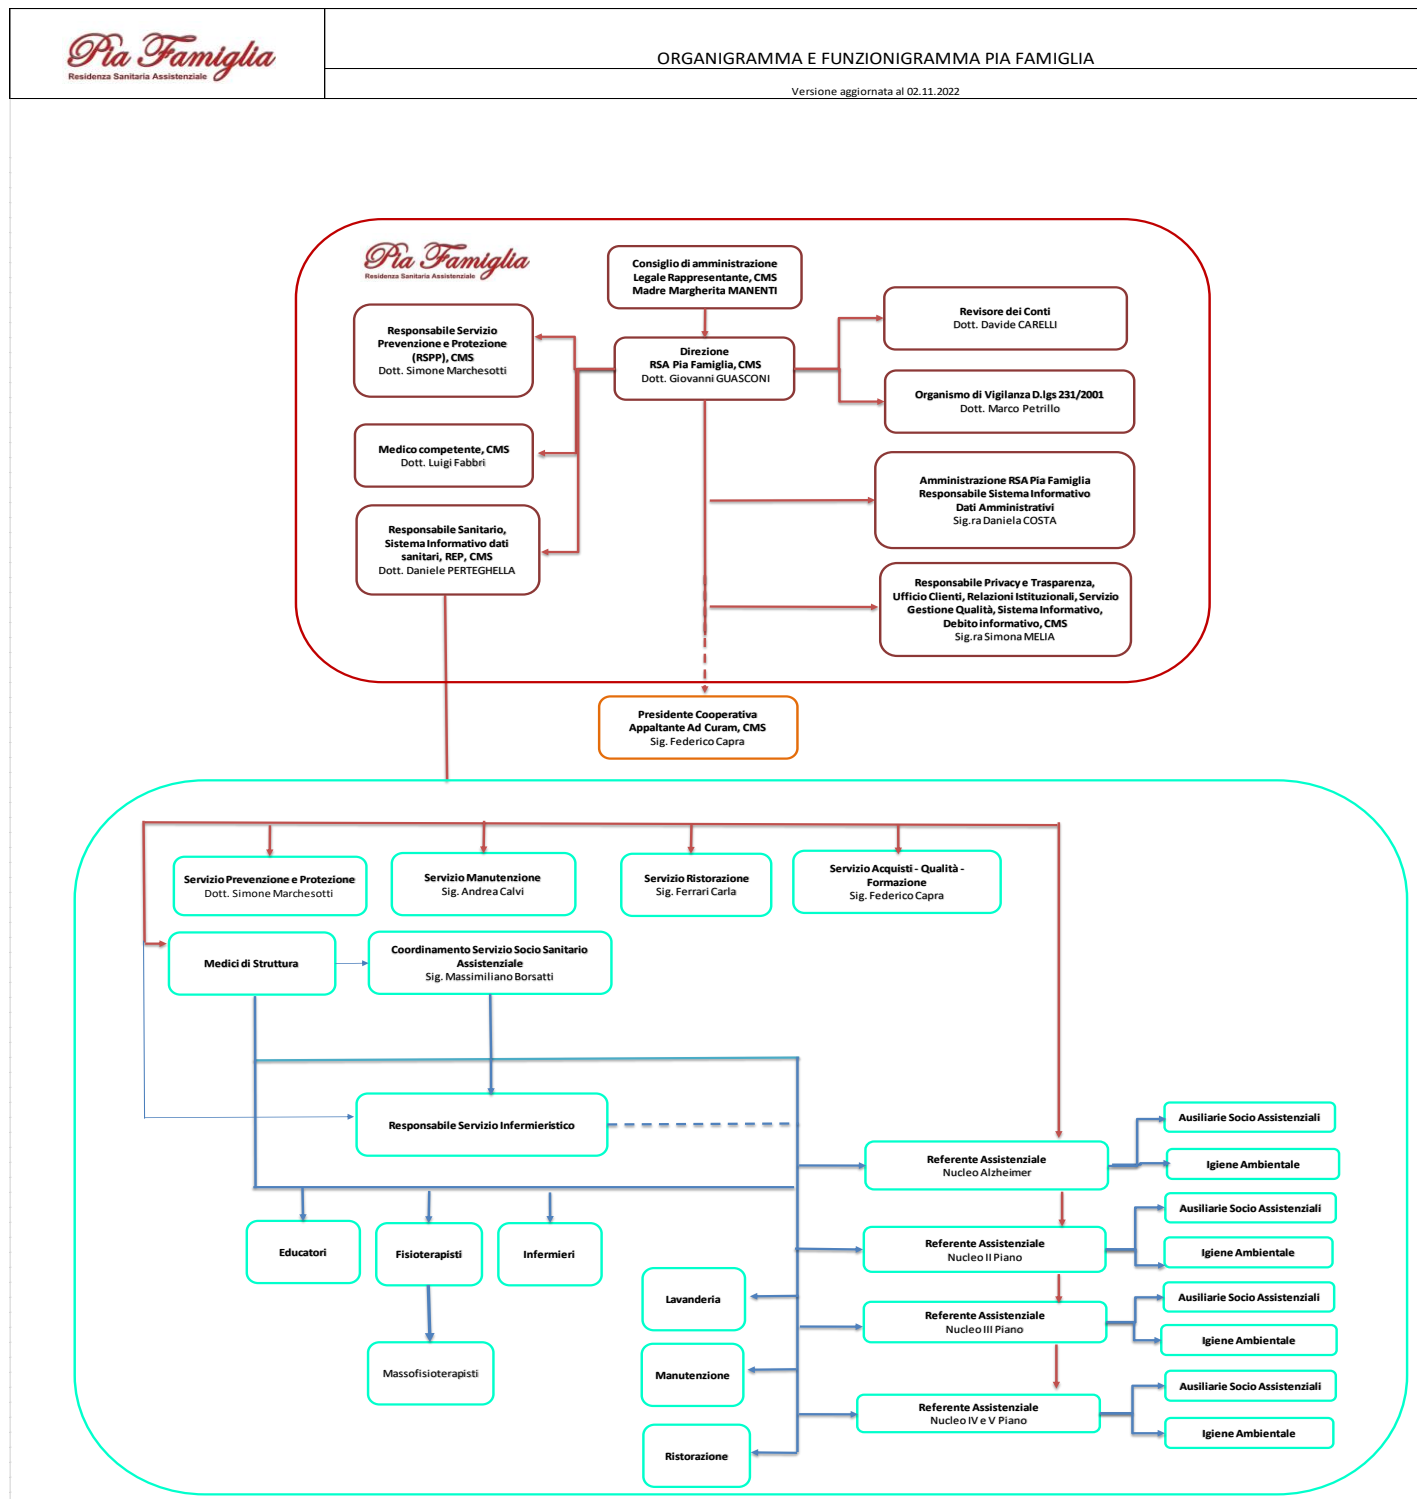 Pia Famiglia
Residenza Sanitaria Assistenziale
ORGANIGRAMMA E FUNZIONIGRAMMA PIA FAMIGLIA
Versione aggiornata al 02.11.2022
Pia Famiglia
Residenza Sanitaria Assistenziale
Consiglio di amministrazione
Legale Rappresentante, CMS
Madre Margherita MANENTI
Responsabile Servizio
Prevenzione e Protezione
(RSPP), CMS
Dott. Simone Marchesotti
Direzione
RSA Pia Famiglia, CMS
Dott. Giovanni GUASCONI
Revisore dei Conti
Dott. Davide CARELLI
Organismo di Vigilanza D.lgs 231/2001
Dott. Marco Petrillo
Medico competente, CMS
Dott. Luigi Fabbri
Amministrazione RSA Pia Famiglia
Responsabile Sistema Informativo
Dati Amministrativi
Sig.ra Daniela COSTA
Responsabile Sanitario,
Sistema Informativo dati
sanitari, REP, CMS
Dott. Daniele PERTEGHELLA
Responsabile Privacy e Trasparenza,
Ufficio Clienti, Relazioni Istituzionali, Servizio
Gestione Qualità, Sistema Informativo,
Debito informativo, CMS
Sig.ra Simona MELIA
Presidente Cooperativa
Appaltante Ad Curam, CMS
Sig. Federico Capra
Servizio Prevenzione e Protezione
Dott. Simone Marchesotti
Servizio Manutenzione
Sig. Andrea Calvi
Servizio Ristorazione
Sig. Ferrari Carla
Servizio Acquisti - Qualità -
Formazione
Sig. Federico Capra
Medici di Struttura
Coordinamento Servizio Socio Sanitario
Assistenziale
Sig. Massimiliano Borsatti
Responsabile Servizio Infermieristico
Referente Assistenziale
Nucleo Alzheimer
Ausiliarie Socio Assistenziali
Igiene Ambientale
Educatori
Fisioterapisti
Infermieri
Referente Assistenziale
Nucleo II Piano
Ausiliarie Socio Assistenziali
Igiene Ambientale
Lavanderia
Referente Assistenziale
Nucleo III Piano
Ausiliarie Socio Assistenziali
Igiene Ambientale
Massofisioterapisti
Manutenzione
Referente Assistenziale
Nucleo IV e V Piano
Ausiliarie Socio Assistenziali
Igiene Ambientale
Ristorazione